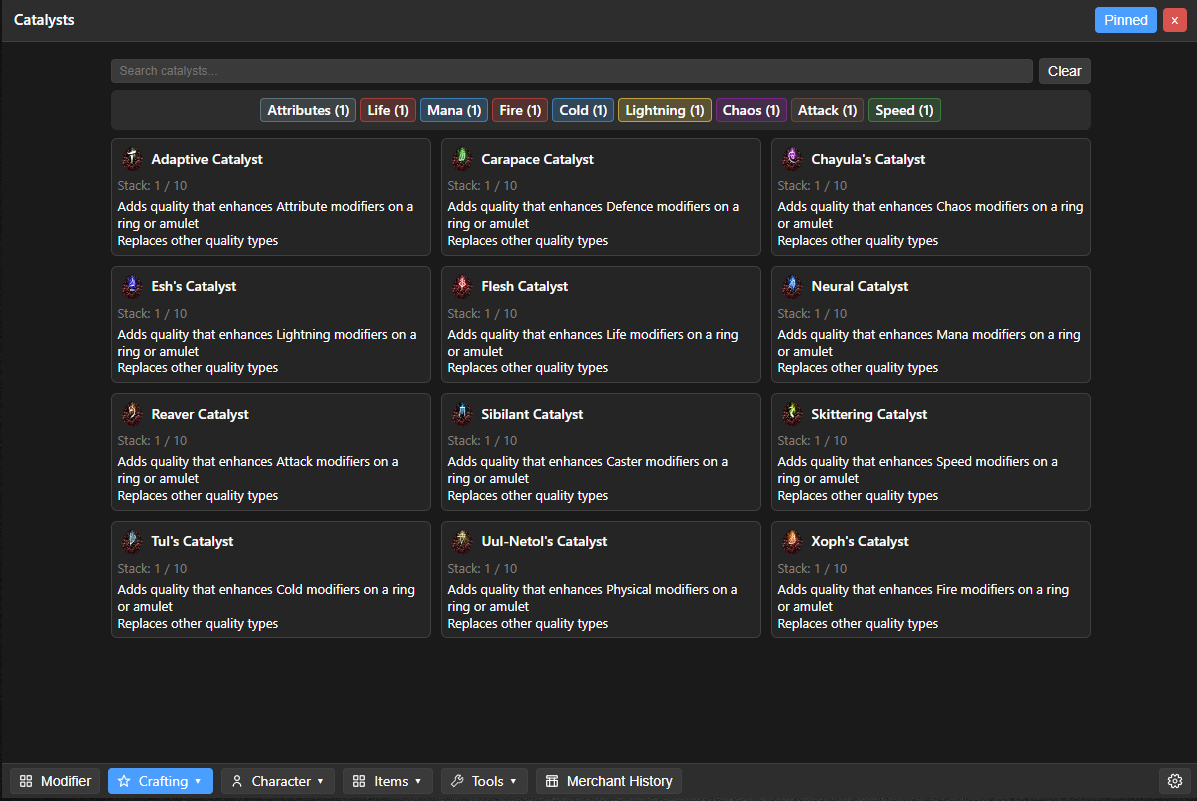 Catalysts
Pinned
x
Search catalysts...
Clear
Attributes (1) Life (1) Mana (1) Fire (1) Cold (1) Lightning (1) Chaos (1) Attack (1) Speed (1)
Adaptive Catalyst
Stack: 1 / 10
Adds quality that enhances Attribute modifiers on a
ring or amulet
Replaces other quality types
Carapace Catalyst
Stack: 1 / 10
Adds quality that enhances Defence modifiers on a
ring or amulet
Replaces other quality types
Chayula's Catalyst
Stack: 1 / 10
Adds quality that enhances Chaos modifiers on a ring
or amulet
Replaces other quality types
Esh's Catalyst
Stack: 1 / 10
Adds quality that enhances Lightning modifiers on a
ring or amulet
Replaces other quality types
Flesh Catalyst
Stack: 1 / 10
Adds quality that enhances Life modifiers on a ring
or amulet
Replaces other quality types
Neural Catalyst
Stack: 1 / 10
Adds quality that enhances Mana modifiers on a ring
or amulet
Replaces other quality types
Reaver Catalyst
Stack: 1 / 10
Adds quality that enhances Attack modifiers on a
ring or amulet
Replaces other quality types
Sibilant Catalyst
Stack: 1 / 10
Adds quality that enhances Caster modifiers on a
ring or amulet
Replaces other quality types
Skittering Catalyst
Stack: 1 / 10
Adds quality that enhances Speed modifiers on a
ring or amulet
Replaces other quality types
Tul's Catalyst
Stack: 1 / 10
Adds quality that enhances Cold modifiers on a ring
or amulet
Replaces other quality types
Uul-Netol's Catalyst
Stack: 1 / 10
Adds quality that enhances Physical modifiers on a
ring or amulet
Replaces other quality types
Xoph's Catalyst
Stack: 1 / 10
Adds quality that enhances Fire modifiers on a ring
or amulet
Replaces other quality types
Modifier Crafting Character Items Tools Merchant History